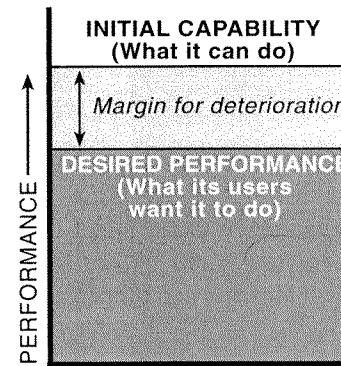 INITIAL CAPABILITY
(What it can do)
Margin for deterioration
DESIRED PERFORMANCE
(What its users
want it to do)
PERFORMANCE